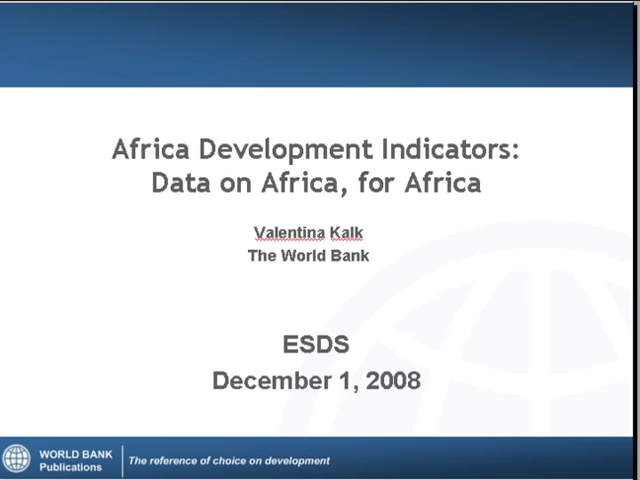 Africa Development Indicators:
Data on Africa, for Africa
Valentina Kalk
The World Bank
ESDS
December 1, 2008
WORLD BANK
Publications
The reference of choice on development